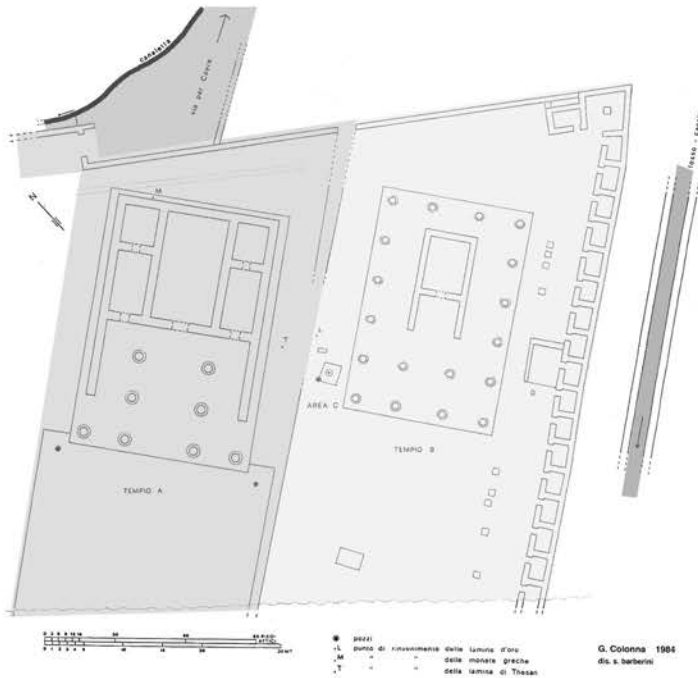 canaletta
via per Caere
N
fosso
M
T
L
AREA C
TEMPIO B
TEMPIO A
pozzi
.L punto di rinvenimento delle lamine d'oro
.M " " delle monete greche
.T " " della lamina di Thesan
G. Colonna 1984
dis. s. barberini